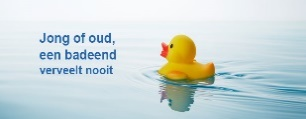 Jong of oud,
een badeend
verveelt nooit